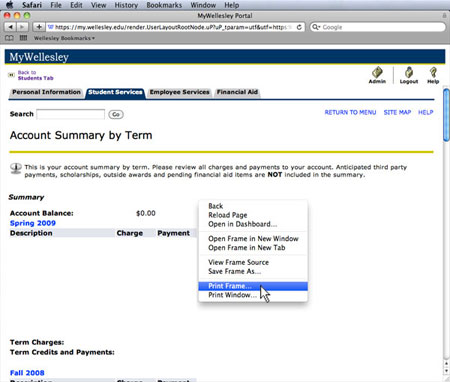 Safari File Edit View History Bookmarks Window Help
MyWellesley Portal
https://my.wellesley.edu/render.UserLayoutRootNode.uP?uP_tparam=utf&utf=https
Google
Wellesley Bookmarks
MyWellesley
Back to
Students Tab
Admin Logout Help
Personal Information Student Services Employee Services Financial Aid
Search Go RETURN TO MENU SITE MAP HELP
Account Summary by Term
This is your account summary by term. Please review all charges and payments to your account. Anticipated third party
payments, scholarships, outside awards and pending financial aid items are NOT included in the summary.
Summary
Account Balance: $0.00
Spring 2009
Description Charge Payment
Back
Reload Page
Open in Dashboard...
Open Frame in New Window
Open Frame in New Tab
View Frame Source
Save Frame As...
Print Frame...
Print Window...
Term Charges:
Term Credits and Payments:
Fall 2008